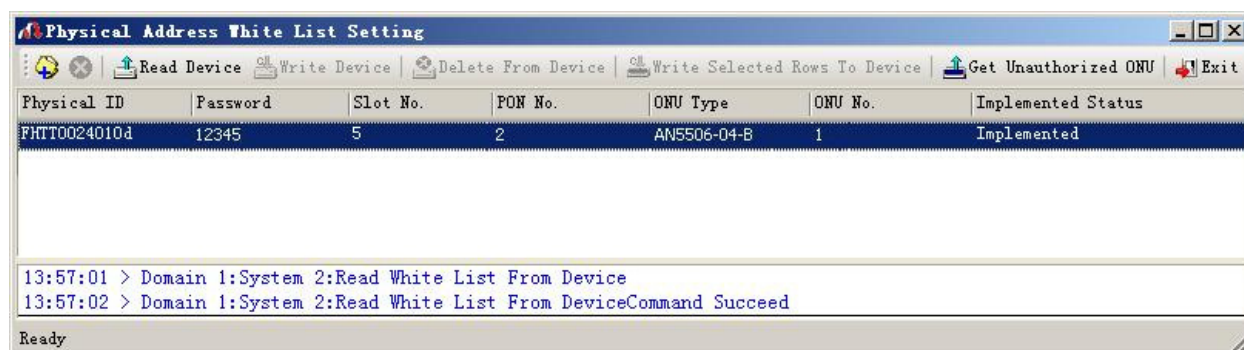 Physical Address White List Setting
Read Device Write Device Delete From Device Write Selected Rows To Device Get Unauthorized ONU Exit
Physical ID Password Slot No. PON No. ONU Type ONU No. Implemented Status
FHTT0024010d 12345 5 2 AN5506-04-B 1 Implemented
13:57:01 > Domain 1:System 2:Read White List From Device
13:57:02 > Domain 1:System 2:Read White List From DeviceCommand Succeed
Ready